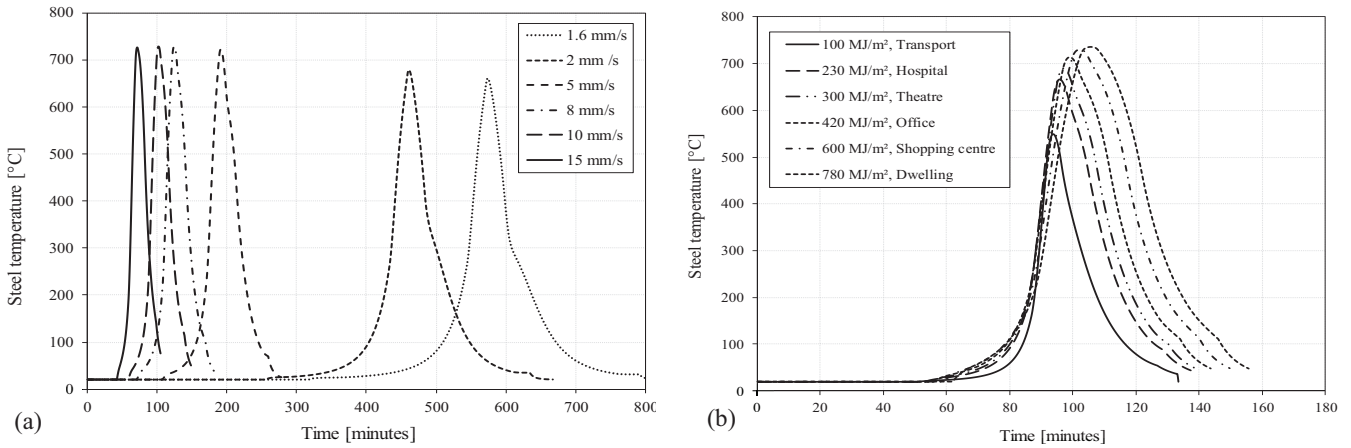 800
700
600
500
400
300
200
100
0
Steel temperature [°C]
0 100 200 300 400 500 600 700 800
Time [minutes]
1.6 mm/s
2 mm /s
5 mm/s
8 mm/s
10 mm/s
15 mm/s
(a)
800
700
600
500
400
300
200
100
0
Steel temperature [°C]
0 20 40 60 80 100 120 140 160 180
Time [minutes]
100 MJ/m², Transport
230 MJ/m², Hospital
300 MJ/m², Theatre
420 MJ/m², Office
600 MJ/m², Shopping centre
780 MJ/m², Dwelling
(b)